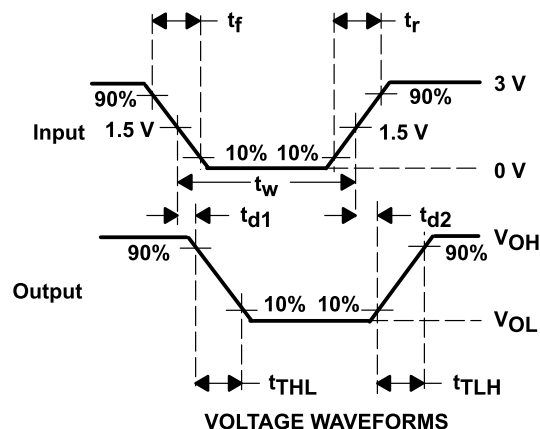 tf tr
3 V
90% 90%
Input 1.5 V 1.5 V
10% 10%
0 V
tw
td1 td2
VOH
90% 90%
Output
10% 10%
VOL
tTHL tTLH
VOLTAGE WAVEFORMS